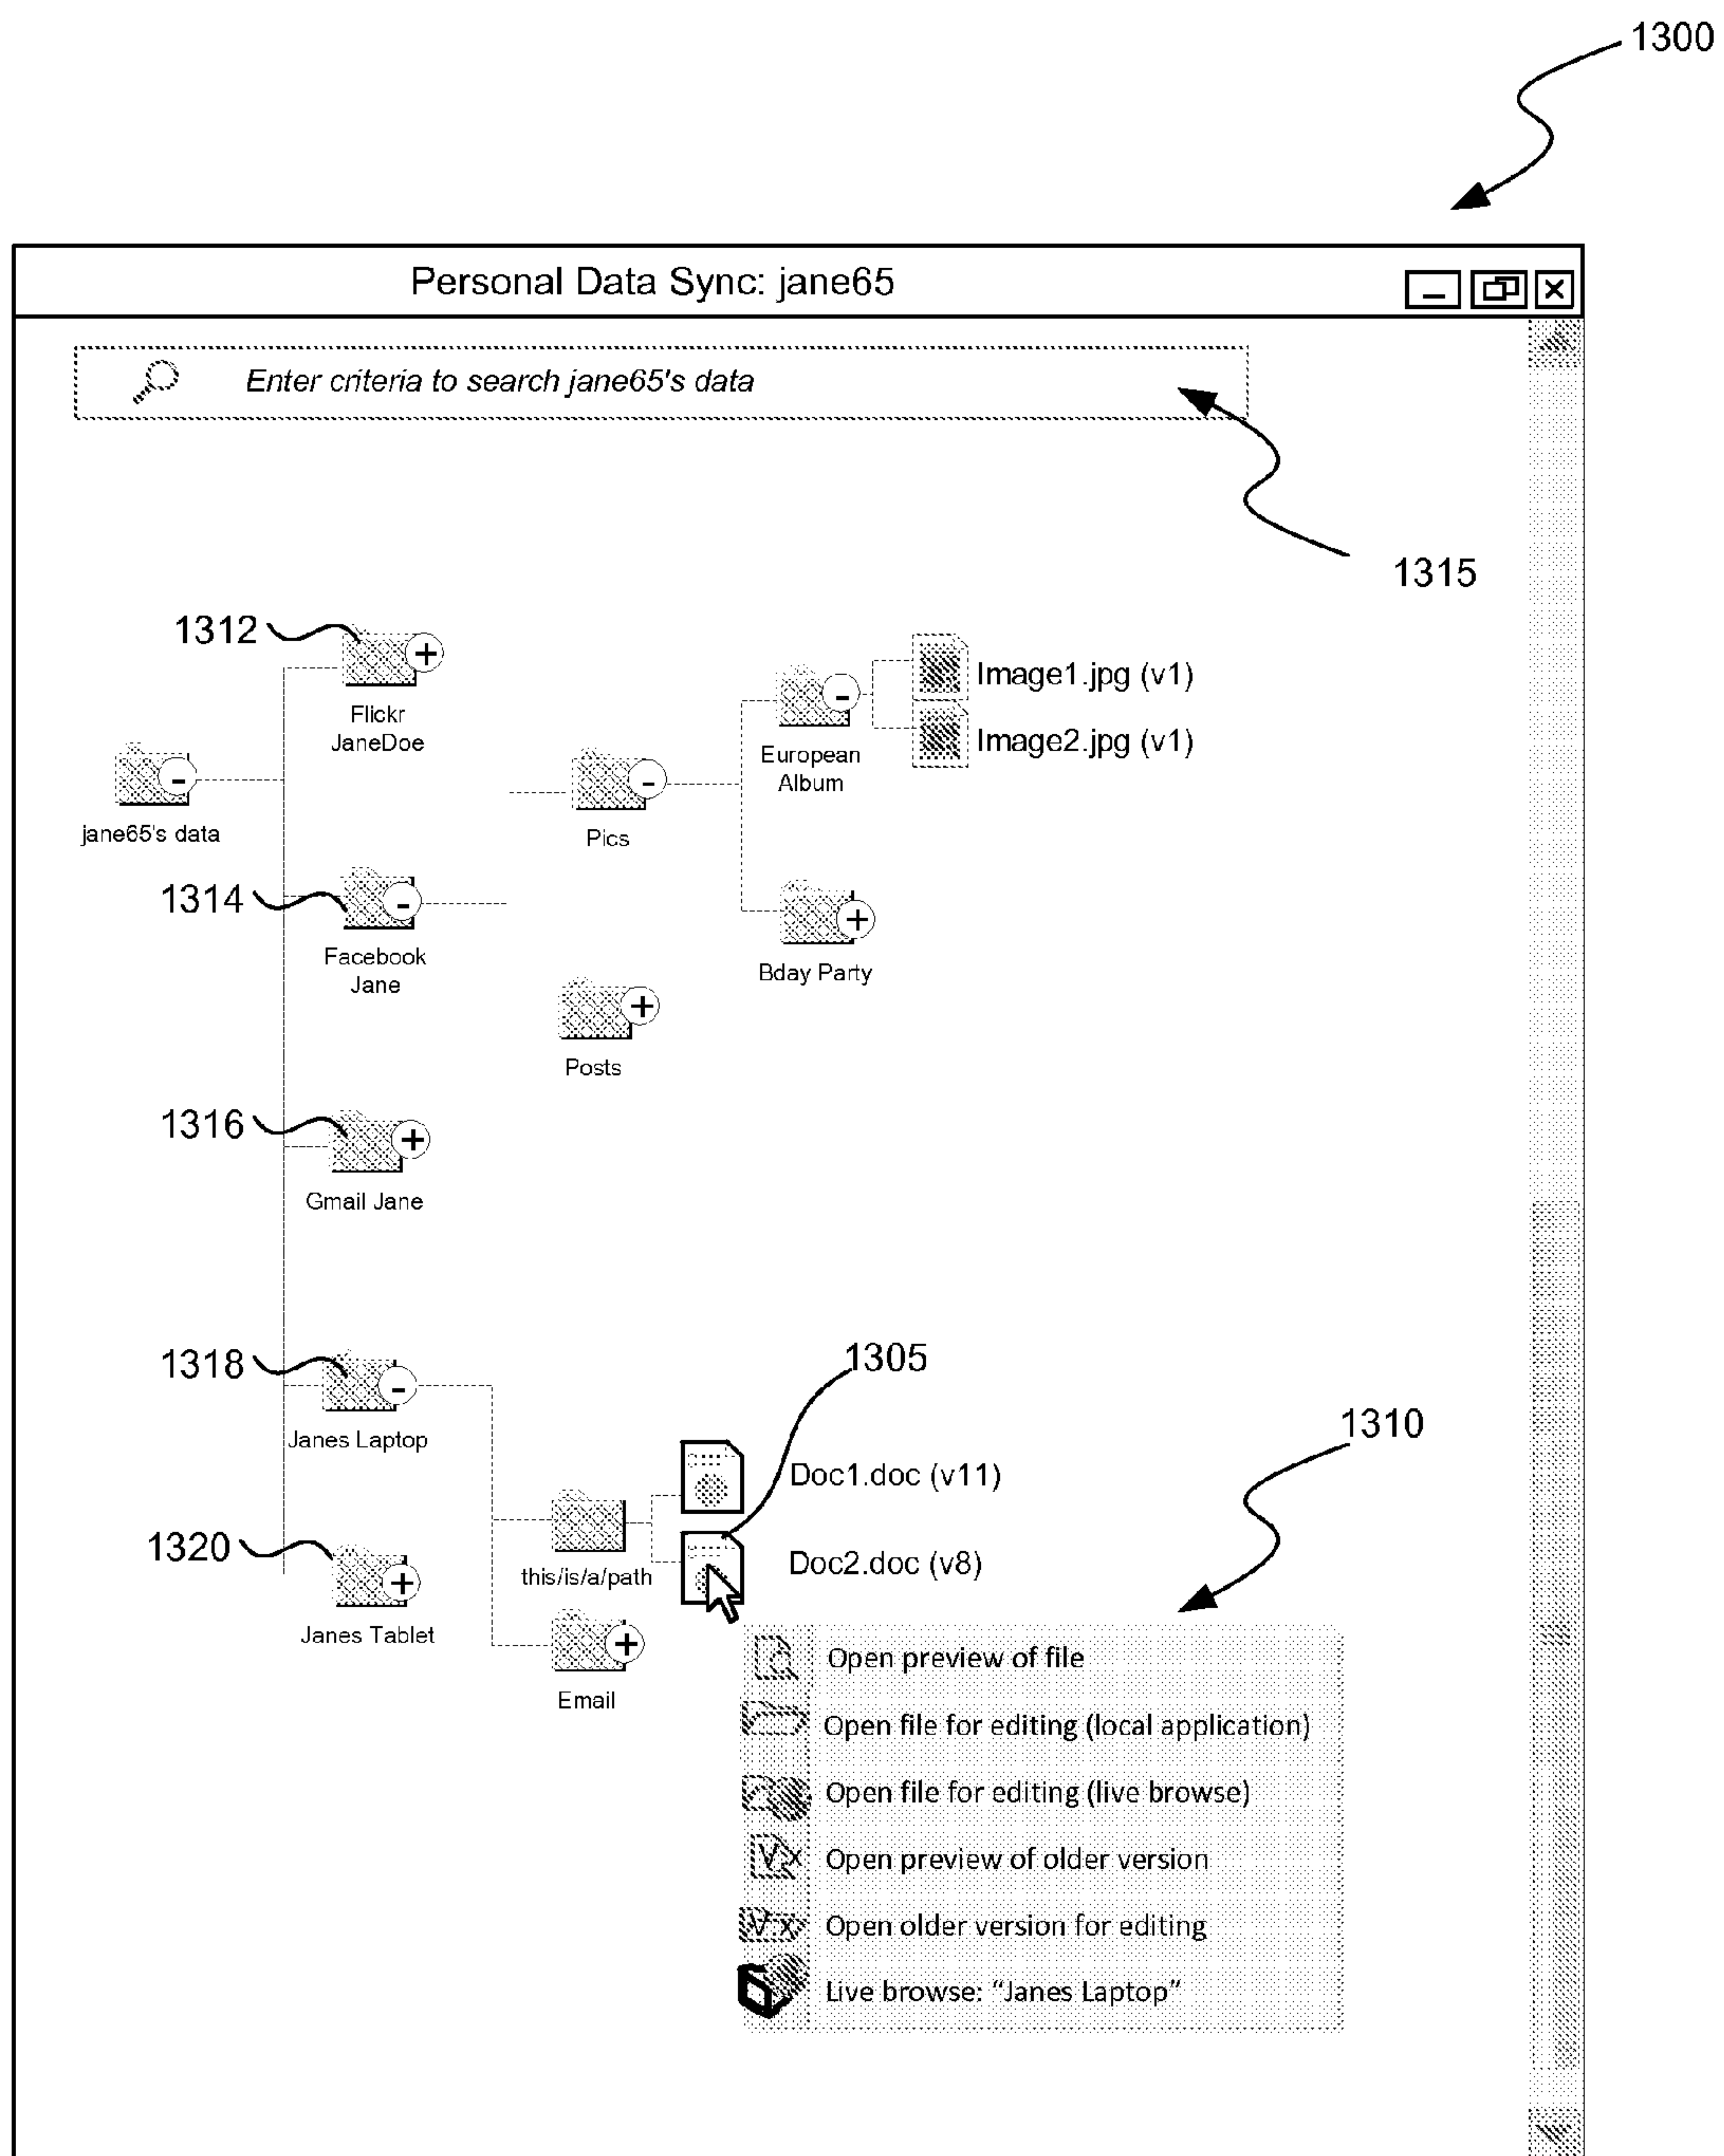 1300
Personal Data Sync: jane65
Enter criteria to search jane65's data
1315
1312
Flickr
JaneDoe
jane65's data
Pics
European
Album
Image1.jpg (v1)
Image2.jpg (v1)
1314
Facebook
Jane
Bday Party
Posts
1316
Gmail Jane
1318
Janes Laptop
1305
1310
Doc1.doc (v11)
1320
Janes Tablet
this/is/a/path
Doc2.doc (v8)
Email
Open preview of file
Open file for editing (local application)
Open file for editing (live browse)
Open preview of older version
Open older version for editing
Live browse: “Janes Laptop”